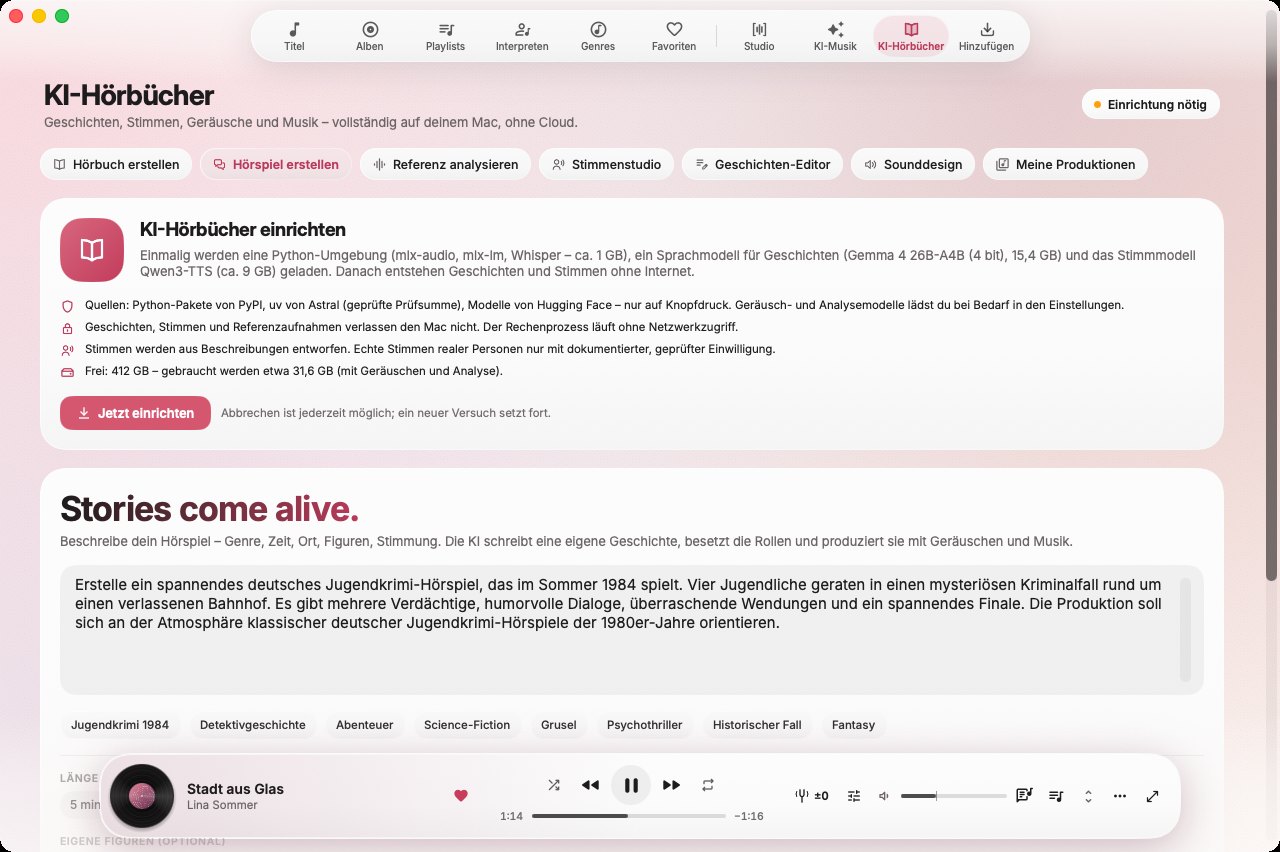 Titel
Alben
Playlists
Interpreten
Genres
Favoriten
Studio
KI-Musik
KI-Hörbücher
Hinzufügen
KI-Hörbücher
Geschichten, Stimmen, Geräusche und Musik – vollständig auf deinem Mac, ohne Cloud.
Einrichtung nötig
Hörbuch erstellen
Hörspiel erstellen
Referenz analysieren
Stimmenstudio
Geschichten-Editor
Sounddesign
Meine Produktionen
KI-Hörbücher einrichten
Einmalig werden eine Python-Umgebung (mlx-audio, mlx-lm, Whisper – ca. 1 GB), ein Sprachmodell für Geschichten (Gemma 4 26B-A4B (4 bit), 15,4 GB) und das Stimmmodell
Qwen3-TTS (ca. 9 GB) geladen. Danach entstehen Geschichten und Stimmen ohne Internet.
Quellen: Python-Pakete von PyPI, uv von Astral (geprüfte Prüfsumme), Modelle von Hugging Face – nur auf Knopfdruck. Geräusch- und Analysemodelle lädst du bei Bedarf in den Einstellungen.
Geschichten, Stimmen und Referenzaufnahmen verlassen den Mac nicht. Der Rechenprozess läuft ohne Netzwerkzugriff.
Stimmen werden aus Beschreibungen entworfen. Echte Stimmen realer Personen nur mit dokumentierter, geprüfter Einwilligung.
Frei: 412 GB – gebraucht werden etwa 31,6 GB (mit Geräuschen und Analyse).
Jetzt einrichten
Abbrechen ist jederzeit möglich; ein neuer Versuch setzt fort.
Stories come alive.
Beschreibe dein Hörspiel – Genre, Zeit, Ort, Figuren, Stimmung. Die KI schreibt eine eigene Geschichte, besetzt die Rollen und produziert sie mit Geräuschen und Musik.
Erstelle ein spannendes deutsches Jugendkrimi-Hörspiel, das im Sommer 1984 spielt. Vier Jugendliche geraten in einen mysteriösen Kriminalfall rund um
einen verlassenen Bahnhof. Es gibt mehrere Verdächtige, humorvolle Dialoge, überraschende Wendungen und ein spannendes Finale. Die Produktion soll
sich an der Atmosphäre klassischer deutscher Jugendkrimi-Hörspiele der 1980er-Jahre orientieren.
Jugendkrimi 1984
Detektivgeschichte
Abenteuer
Science-Fiction
Grusel
Psychothriller
Historischer Fall
Fantasy
LÄNGE
5 min
Stadt aus Glas
Lina Sommer
1:14
−1:16
±0
EIGENE FIGUREN (OPTIONAL)